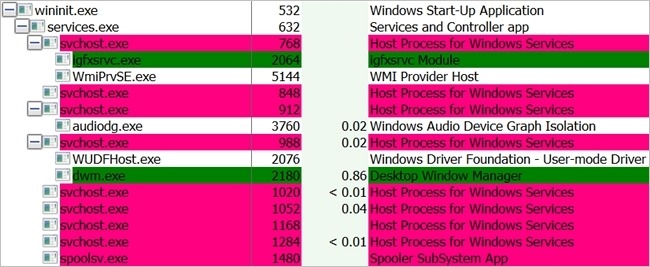 wininit.exe 532 Windows Start-Up Application
services.exe 632 Services and Controller app
svchost.exe 768 Host Process for Windows Services
igfxsrvc.exe 2064 igfxsrvc Module
WmiPrvSE.exe 5144 WMI Provider Host
svchost.exe 848 Host Process for Windows Services
svchost.exe 912 Host Process for Windows Services
audiodg.exe 3760 0.02 Windows Audio Device Graph Isolation
svchost.exe 988 0.02 Host Process for Windows Services
WUDFHost.exe 2076 Windows Driver Foundation - User-mode Driver
dwm.exe 2180 0.86 Desktop Window Manager
svchost.exe 1020 < 0.01 Host Process for Windows Services
svchost.exe 1052 0.04 Host Process for Windows Services
svchost.exe 1168 Host Process for Windows Services
svchost.exe 1284 < 0.01 Host Process for Windows Services
spoolsv.exe 1480 Spooler SubSystem App